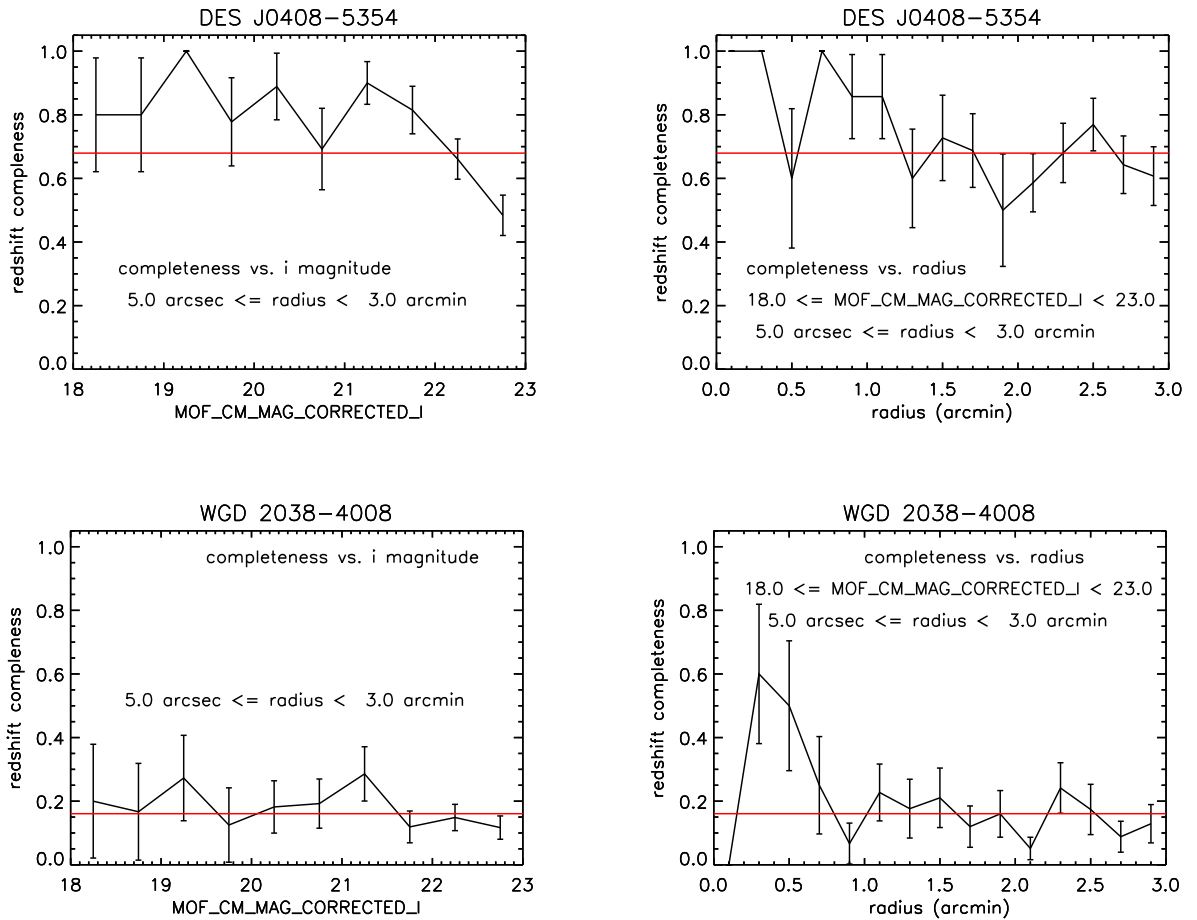 DES J0408−5354
redshift completeness
1.0
0.8
0.6
0.4
0.2
0.0
completeness vs. i magnitude
5.0 arcsec <= radius < 3.0 arcmin
18 19 20 21 22 23
MOF_CM_MAG_CORRECTED_I
DES J0408−5354
redshift completeness
1.0
0.8
0.6
0.4
0.2
0.0
completeness vs. radius
18.0 <= MOF_CM_MAG_CORRECTED_I < 23.0
5.0 arcsec <= radius < 3.0 arcmin
0.0 0.5 1.0 1.5 2.0 2.5 3.0
radius (arcmin)
WGD 2038−4008
redshift compleness
1.0
0.8
0.6
0.4
0.2
0.0
completeness vs. i magnitude
5.0 arcsec <= radius < 3.0 arcmin
18 19 20 21 22 23
MOF_CM_MAG_CORRECTED_I
WGD 2038−4008
redshift completeness
1.0
0.8
0.6
0.4
0.2
0.0
completeness vs. radius
18.0 <= MOF_CM_MAG_CORRECTED_I < 23.0
5.0 arcsec <= radius < 3.0 arcmin
0.0 0.5 1.0 1.5 2.0 2.5 3.0
radius (arcmin)